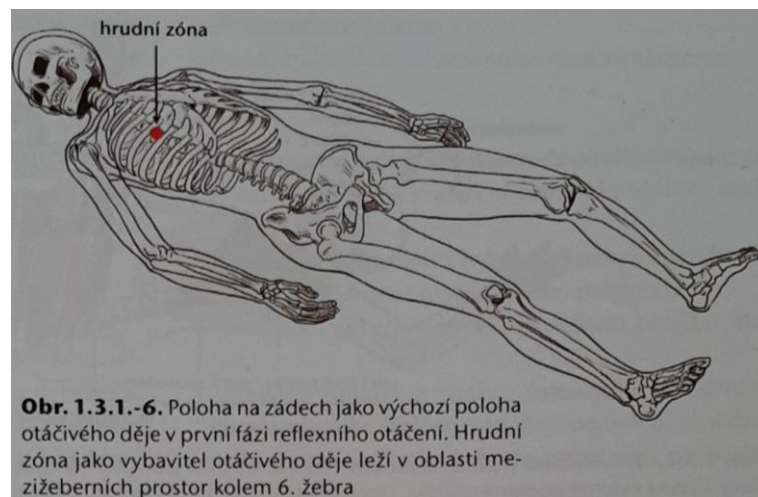 hrudní zóna
Obr. 1.3.1.-6. Poloha na zádech jako výchozí poloha
otáčivého děje v první fázi reflexního otáčení. Hrudní
zóna jako vybavitel otáčivého děje leží v oblasti me-
zižeberních prostor kolem 6. žebra